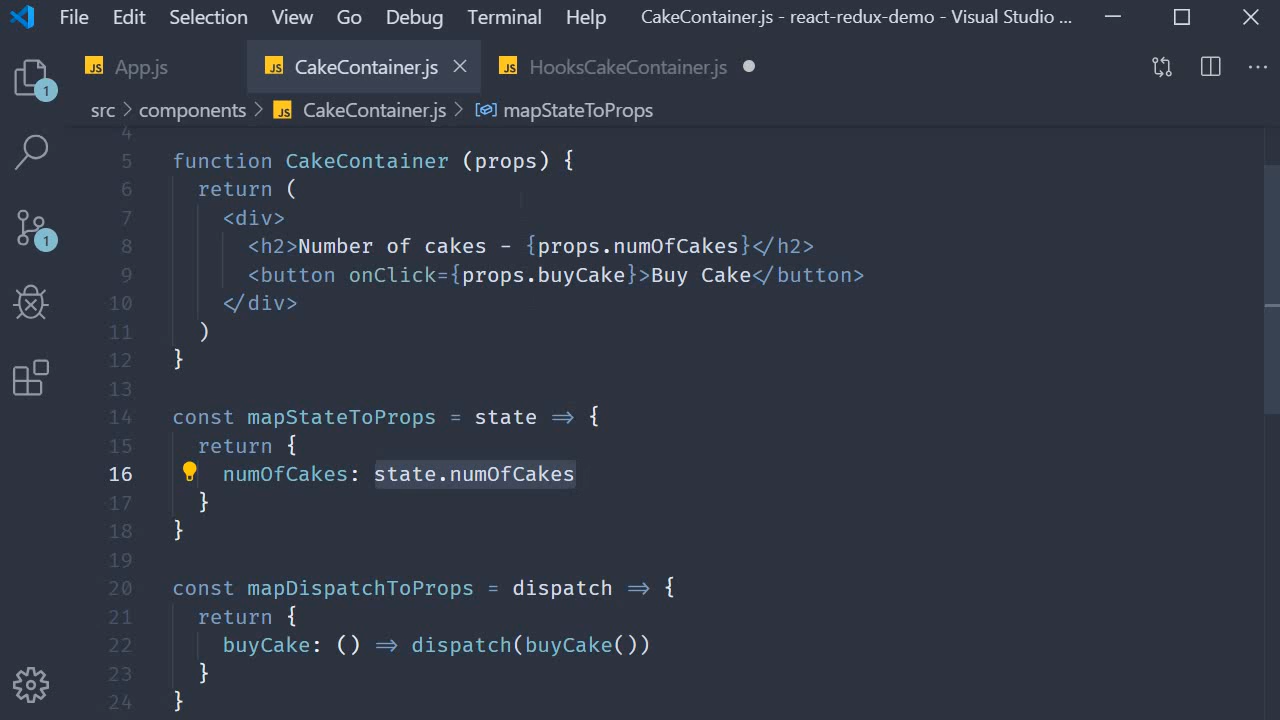 File Edit Selection View Go Debug Terminal Help CakeContainer.js - react-redux-demo - Visual Studio ...
JS App.js JS CakeContainer.js JS HooksCakeContainer.js
src > components > JS CakeContainer.js > mapStateToProps
1
1
4
5 function CakeContainer (props) {
6 return (
7 <div>
8 <h2>Number of cakes - {props.numOfCakes}</h2>
9 <button onClick={props.buyCake}>Buy Cake</button>
10 </div>
11 )
12 }
13
14 const mapStateToProps = state => {
15 return {
16 numOfCakes: state.numOfCakes
17 }
18 }
19
20 const mapDispatchToProps = dispatch => {
21 return {
22 buyCake: () => dispatch(buyCake())
23 }
24 }